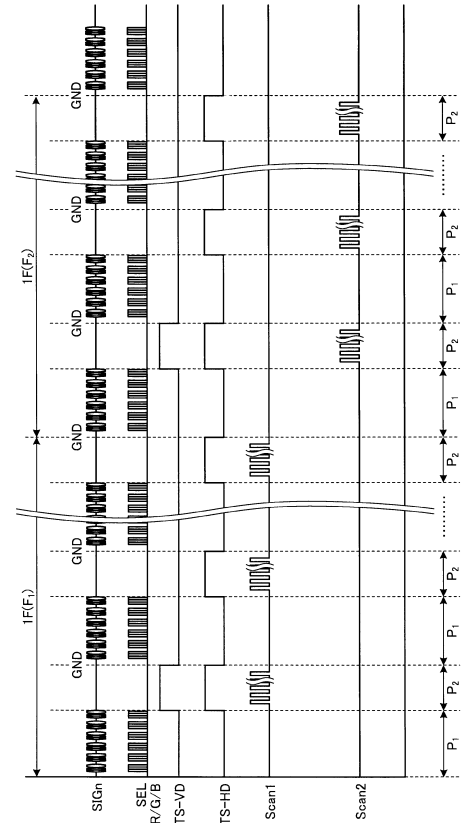 1F(F₁)
1F(F₂)
GND
GND
GND
GND
GND
GND
SIGn
SEL
R/G/B
TS-VD
TS-HD
Scan1
Scan2
P₁
P₂
P₁
P₂
........
P₂
P₁
P₂
P₁
P₂
........
P₂